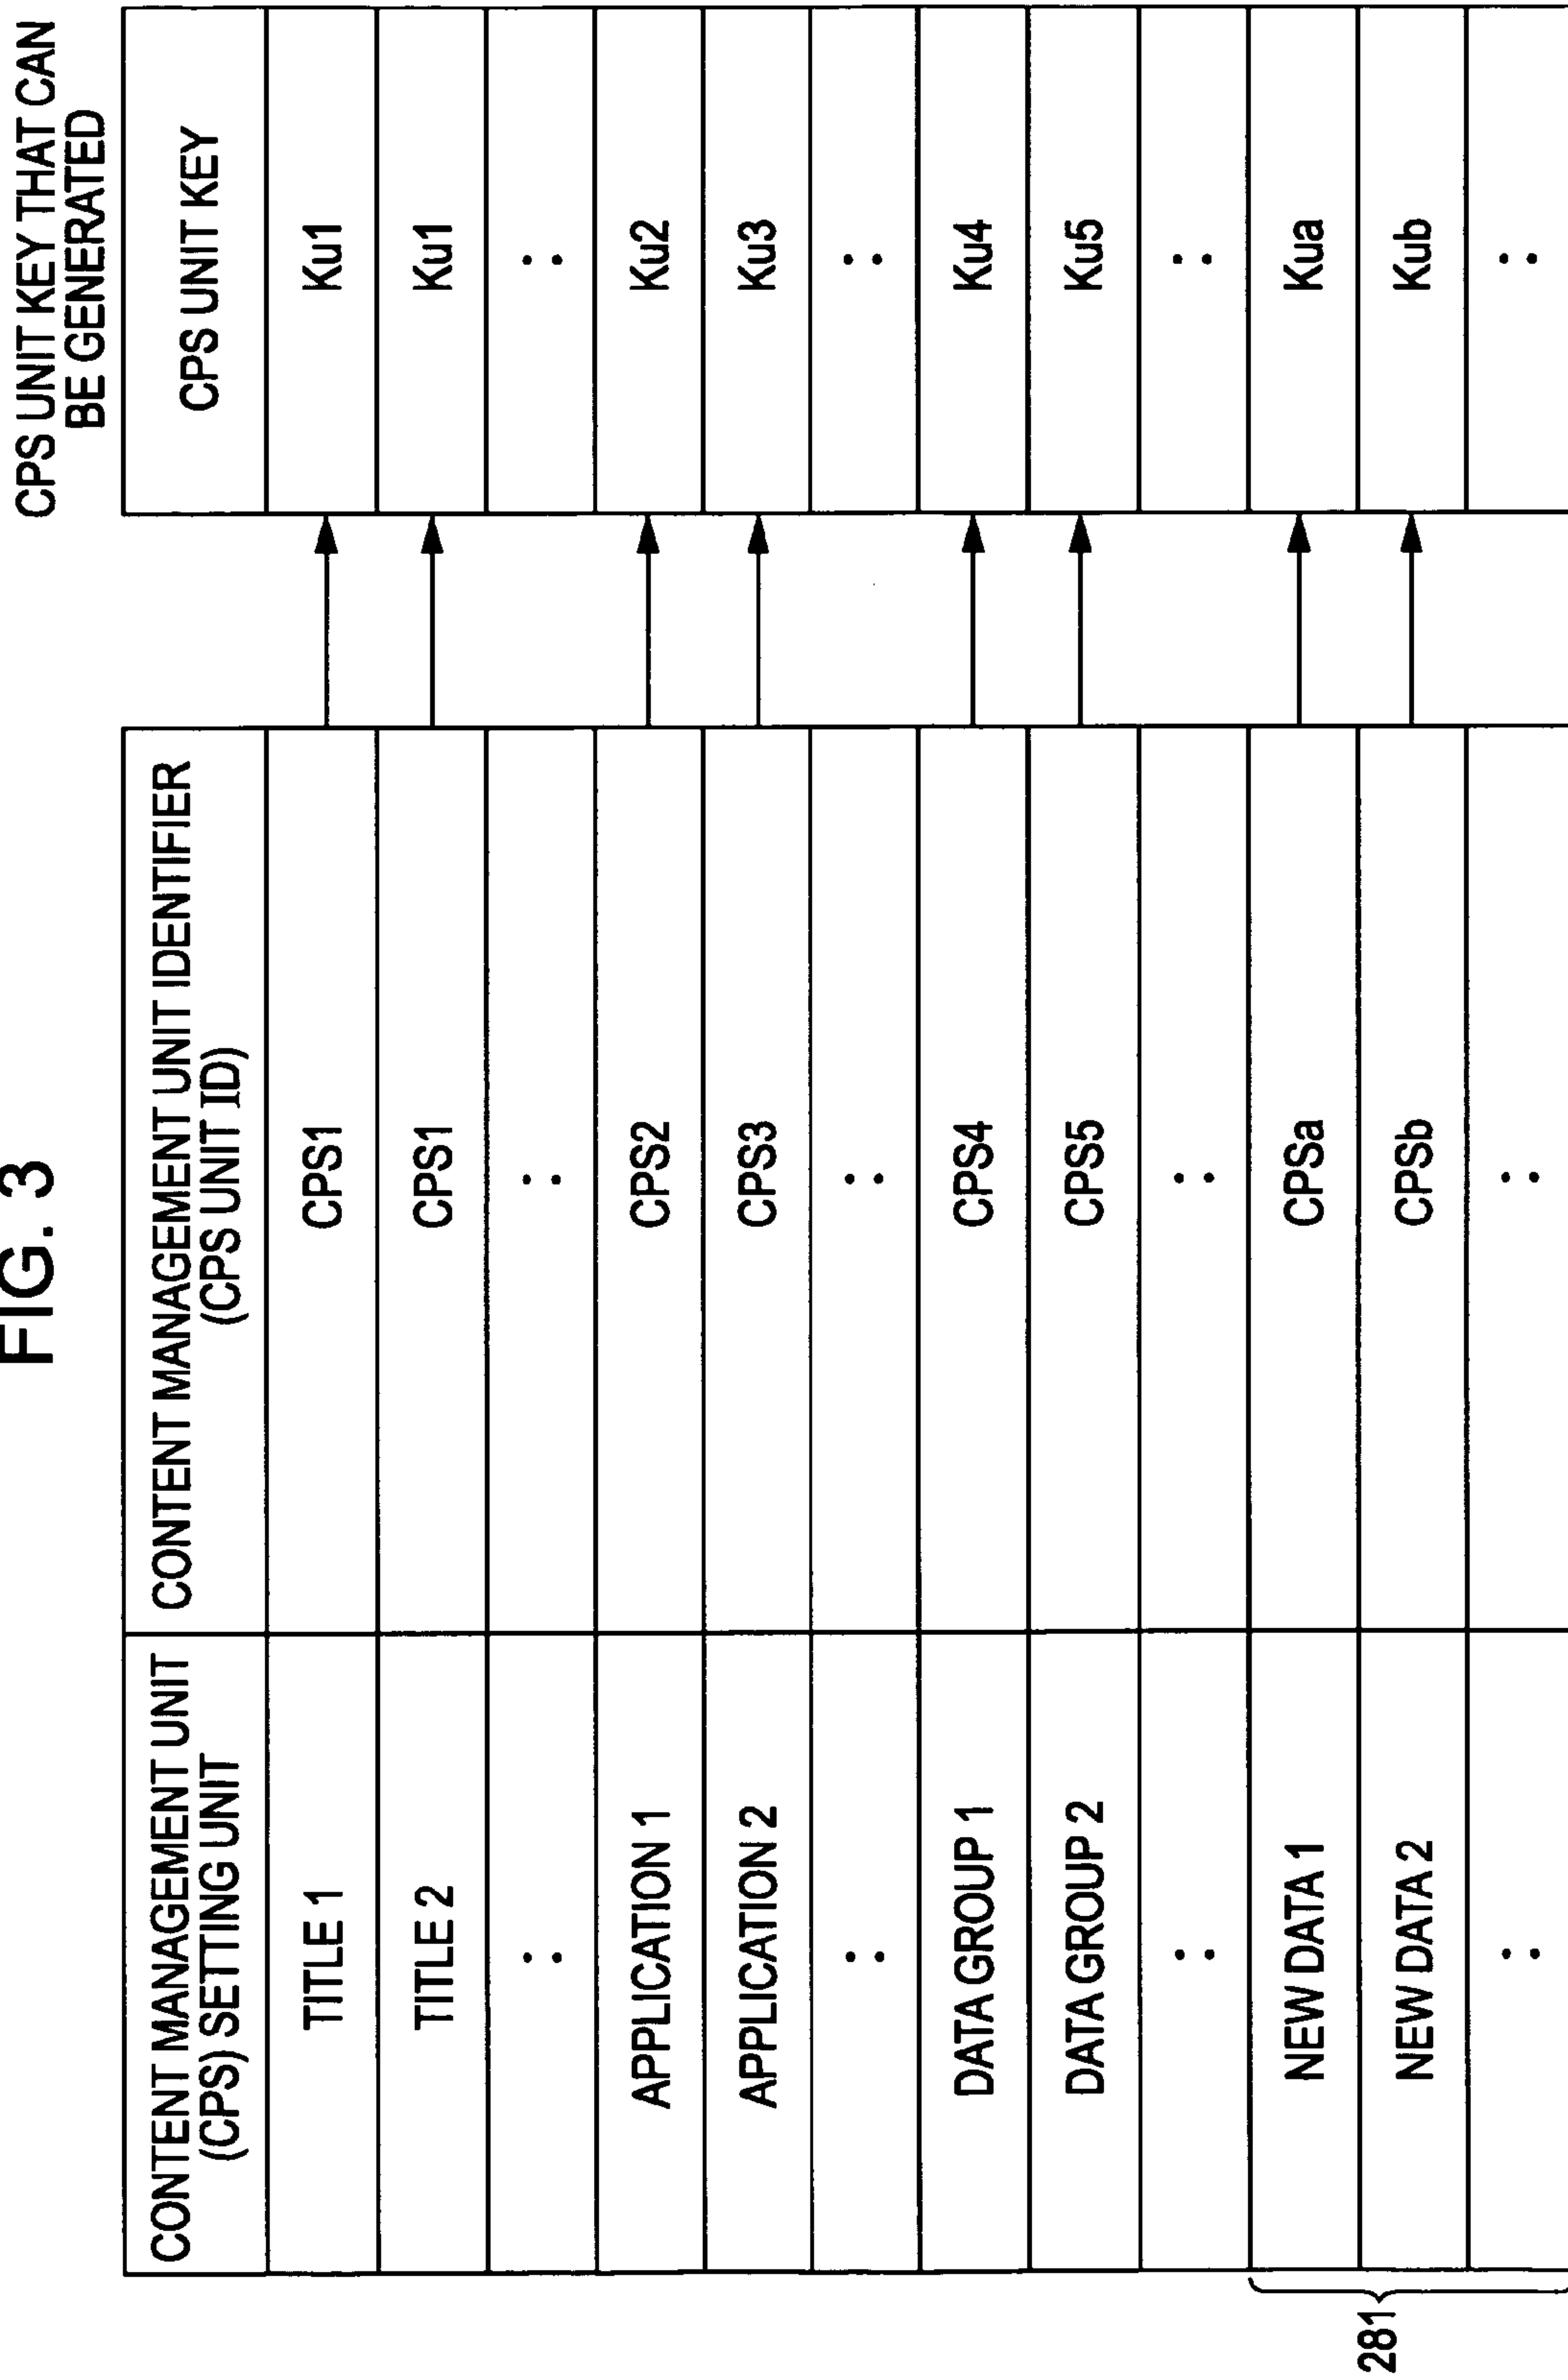 FIG. 3
CPS UNIT KEY THAT CAN
BE GENERATED
CONTENT MANAGEMENT UNIT
(CPS) SETTING UNIT
CONTENT MANAGEMENT UNIT IDENTIFIER
(CPS UNIT ID)
CPS UNIT KEY
TITLE 1
CPS1
Ku1
TITLE 2
CPS1
Ku1
:
:
:
APPLICATION 1
CPS2
Ku2
APPLICATION 2
CPS3
Ku3
:
:
:
DATA GROUP 1
CPS4
Ku4
DATA GROUP 2
CPS5
Ku5
:
:
:
281
NEW DATA 1
CPSa
Kua
NEW DATA 2
CPSb
Kub
:
:
: